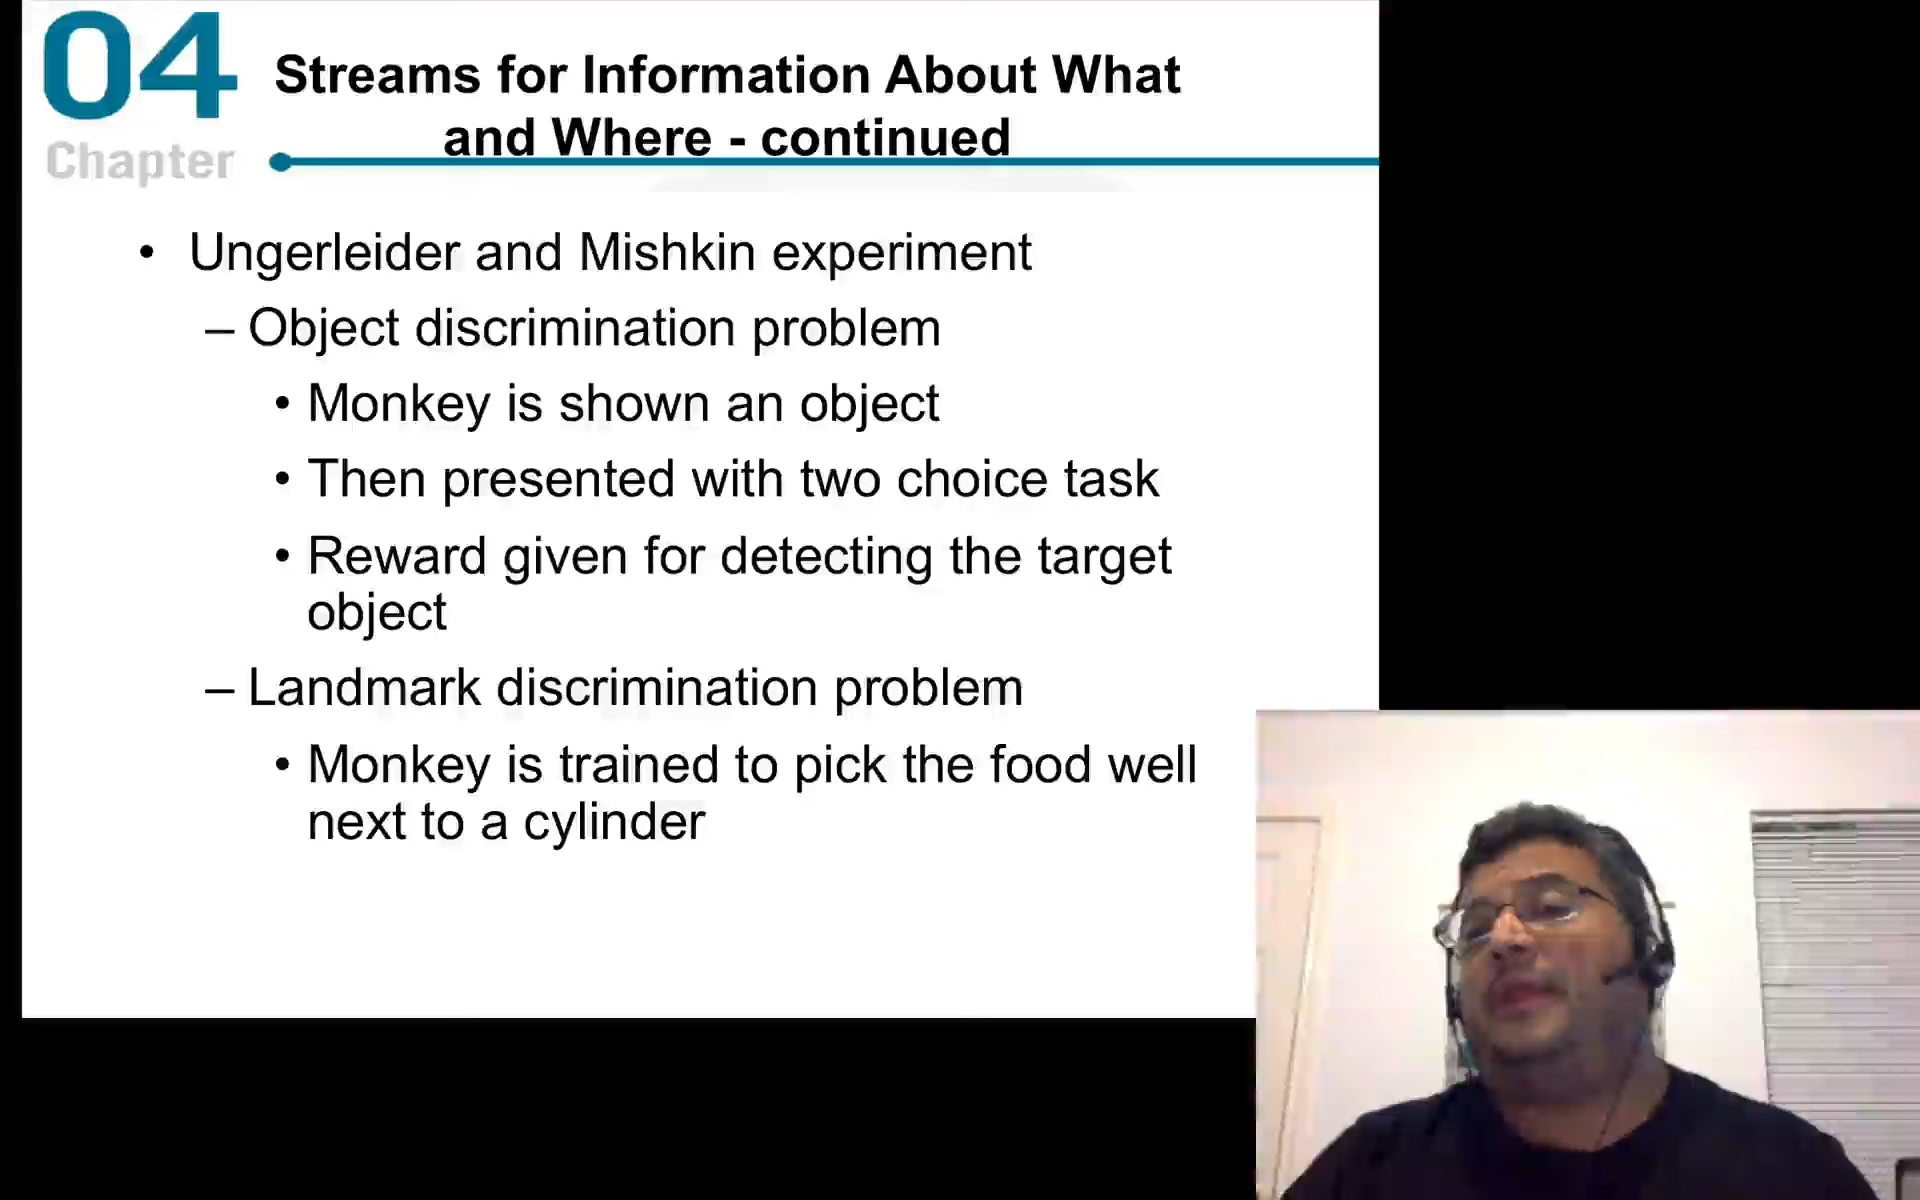 04
Chapter
Streams for Information About What
and Where - continued
• Ungerleider and Mishkin experiment
– Object discrimination problem
• Monkey is shown an object
• Then presented with two choice task
• Reward given for detecting the target
object
– Landmark discrimination problem
• Monkey is trained to pick the food well
next to a cylinder